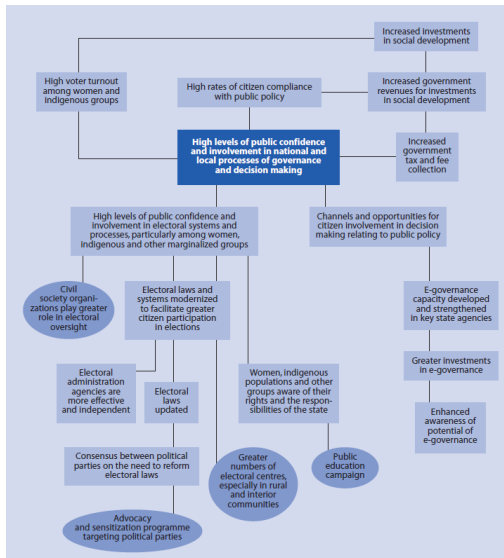 Increased investments
in social development
High voter turnout
among women and
Indigenous groups
High rates of citizen compliance
with public policy
Increased government
revenues for investments
in social development
High levels of public confidence
and involvement in national and
local processes of governance
and decision making
Increased
government
tax and fee
collection
High levels of public confidence and
involvement in electoral systems and
processes, particularly among women,
indigenous and other marginalized groups
Channels and opportunities for
citizen involvement in decision
making relating to public policy
Civil
society organi-
zations play greater
role in electoral
oversight
Electoral laws and
systems modernized
to facilitate greater
citizen participation
in elections
E-governance
capacity developed
and strengthened
in key state agencies
Electoral
administration
agencies are
more effective
and independent
Electoral
laws
updated
Women, indigenous
populations and other
groups aware of their
rights and the respon-
sibilities of the state
Greater investments
in e-governance
Enhanced
awareness of
potential of
e-governance
Consensus between political
parties on the need to reform
electoral laws
Greater
numbers of
electoral centres,
especially in rural
and interior
communities
Public
education
campaign
Advocacy
and sensitization programme
targeting political parties